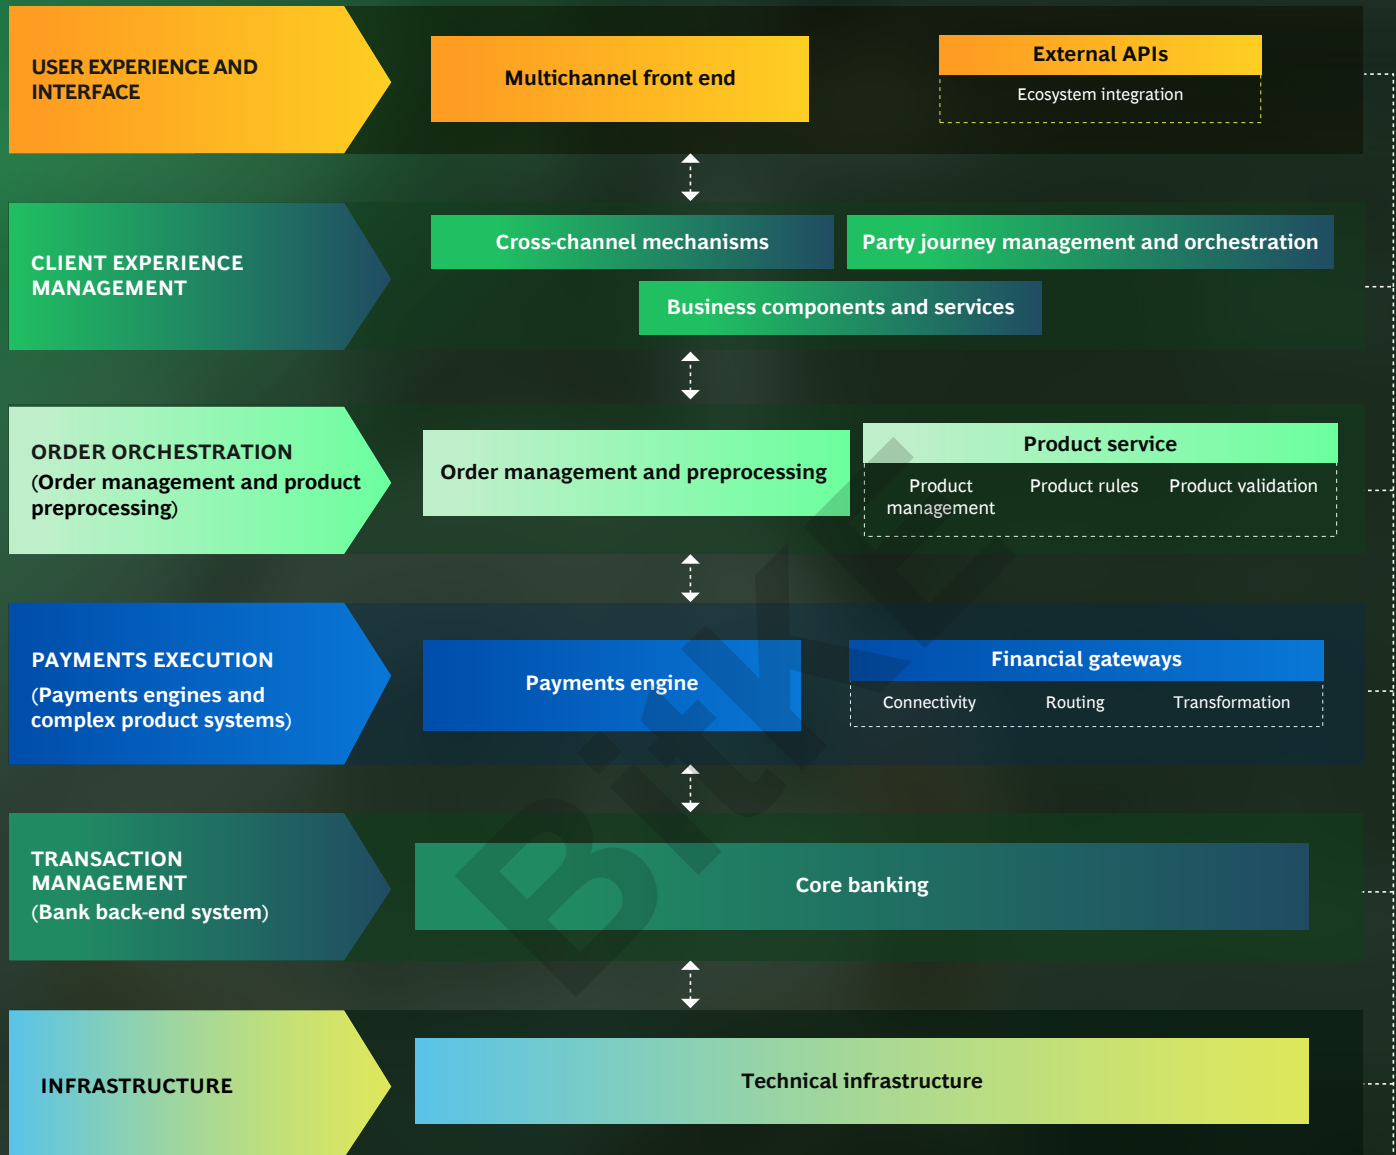 USER EXPERIENCE AND
INTERFACE
Multichannel front end
External APIs
Ecosystem integration
CLIENT EXPERIENCE
MANAGEMENT
Cross-channel mechanisms
Party journey management and orchestration
Business components and services
ORDER ORCHESTRATION
(Order management and product
preprocessing)
Order management and preprocessing
Product service
Product
management
Product rules
Product validation
PAYMENTS EXECUTION
(Payments engines and
complex product systems)
Payments engine
Financial gateways
Connectivity
Routing
Transformation
TRANSACTION
MANAGEMENT
(Bank back-end system)
Core banking
INFRASTRUCTURE
Technical infrastructure
BitKE